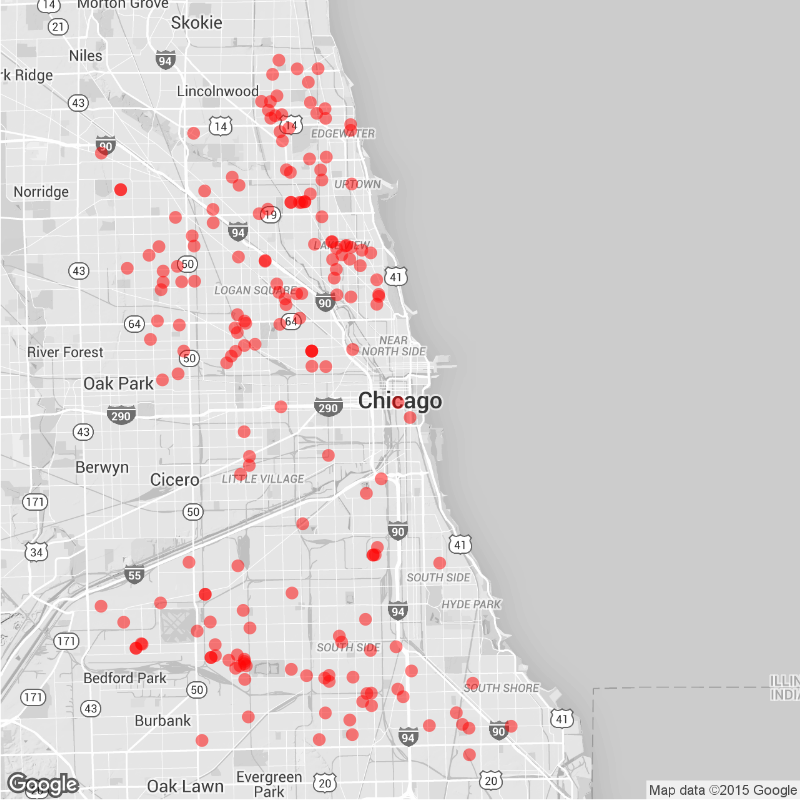 Morton Grove
14
21
Skokie
Niles
94
rk Ridge
43
Lincolnwood
14
14
EDGEWATER
90
Norridge
UPTOWN
19
94
LAKEVIEW
43
50
41
LOGAN SQUARE
90
64
64
NEAR
NORTH SIDE
River Forest
50
Oak Park
Chicago
290
290
43
Berwyn
Cicero
LITTLE VILLAGE
171
50
90
34
41
55
SOUTH SIDE
HYDE PARK
94
171
SOUTH SIDE
Bedford Park
ILLIN
INDIA
171
50
SOUTH SHORE
43
Burbank
41
94
90
Oak Lawn
Evergreen
Park
20
20
Google
Map data ©2015 Google